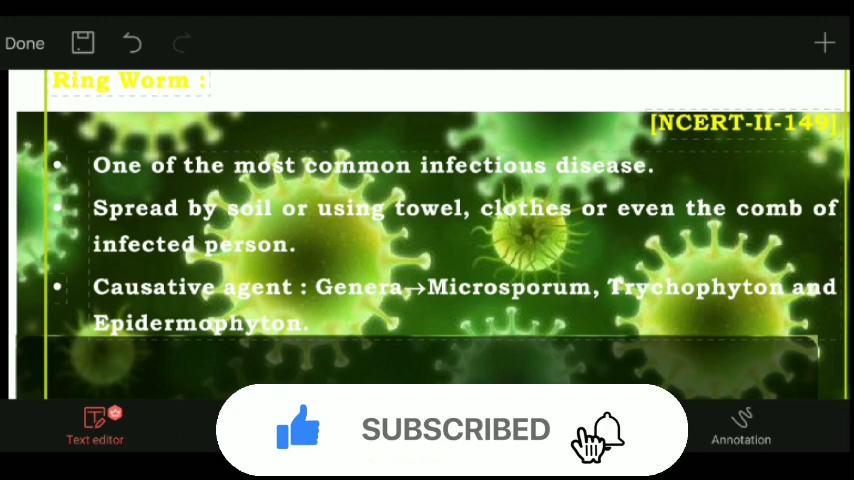 Done
Ring Worm :
[NCERT-II-149]
• One of the most common infectious disease.
• Spread by soil or using towel, clothes or even the comb of
infected person.
• Causative agent : Genera→Microsporum, Trychophyton and
Epidermophyton.
SUBSCRIBED
Text editor
Annotation